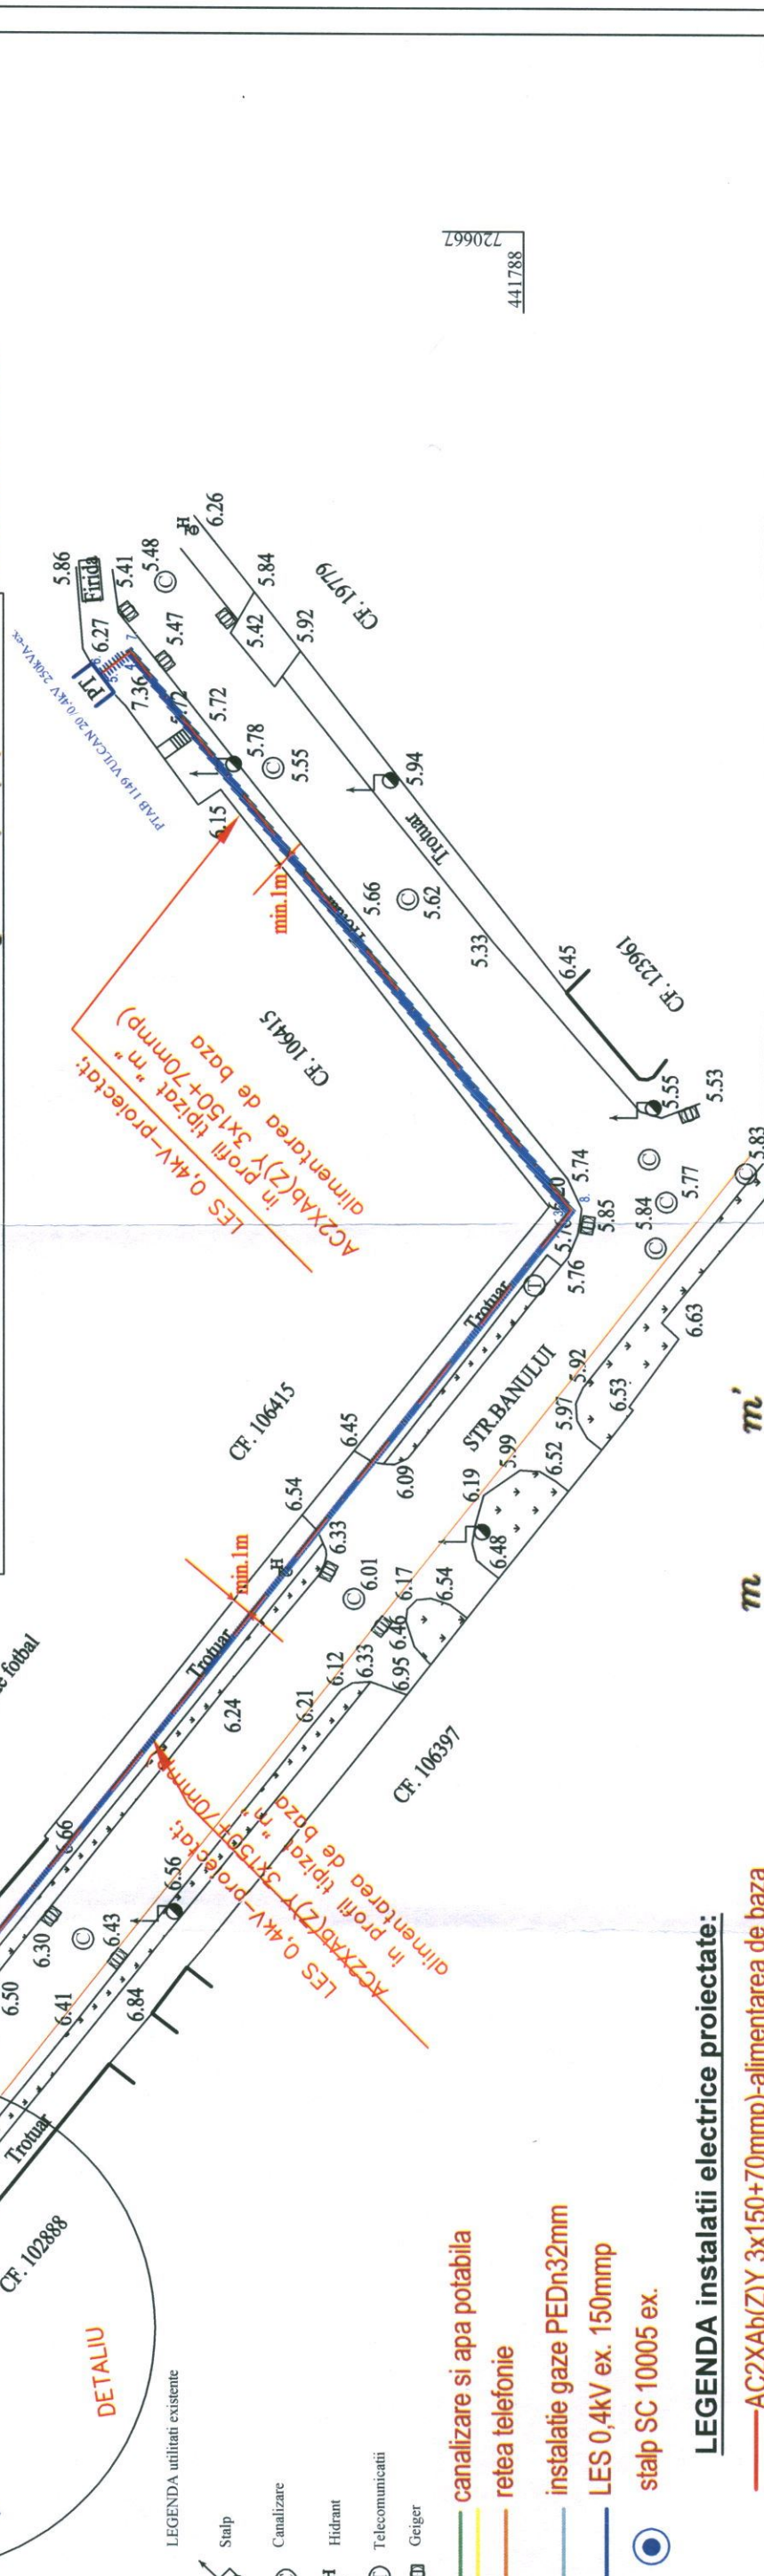 720667
441788
5.86
Firida
5.41
5.48
H
6.26
6.27
PT
7.36
5.47
5.72
5.72
5.42
5.84
5.92
CF. 19779
PTAB 1149 VULCAN 20/0.4kV 250kVA-ex.
5.78
5.55
6.15
5.94
Trotuar
min.1m
Trotuar
5.66
5.62
5.33
6.45
CF. 123961
CF. 106415
LES 0,4kV-proiectat;
in profil tipizat "m"
AC2XAb(Z)Y 3x150+70mmp)
alimentarea de baza
5.55
5.53
5.74
8.
5.85
5.83
5.77
5.84
5.76
T
Trotuar
5.76
STR.BANULUI
5.92
5.97
6.53
6.63
CF. 106415
6.45
6.09
5.99
6.52
6.54
6.33
6.19
6.48
min.1m
H
6.01
6.17
6.54
6.46
Trotuar
6.24
6.21
6.12
6.33
6.95
CF. 106397
fotbal
LES 0,4kV-proiectat;
in profil tipizat "m"
AC2XAb(Z)Y 3x150+70mmp)
alimentarea de baza
6.66
6.56
6.30
6.43
6.50
6.41
6.84
Trotuar
CF. 102888
DETALIU
m
m'
LEGENDA utilitati existente
Stalp
Canalizare
Hidrant
Telecomunicatii
Geiger
canalizare si apa potabila
retea telefonie
instalatie gaze PEDn32mm
LES 0,4kV ex. 150mmp
stalp SC 10005 ex.
LEGENDA instalatii electrice proiectate:
AC2XAb(Z)Y 3x150+70mmp)-alimentarea de baza